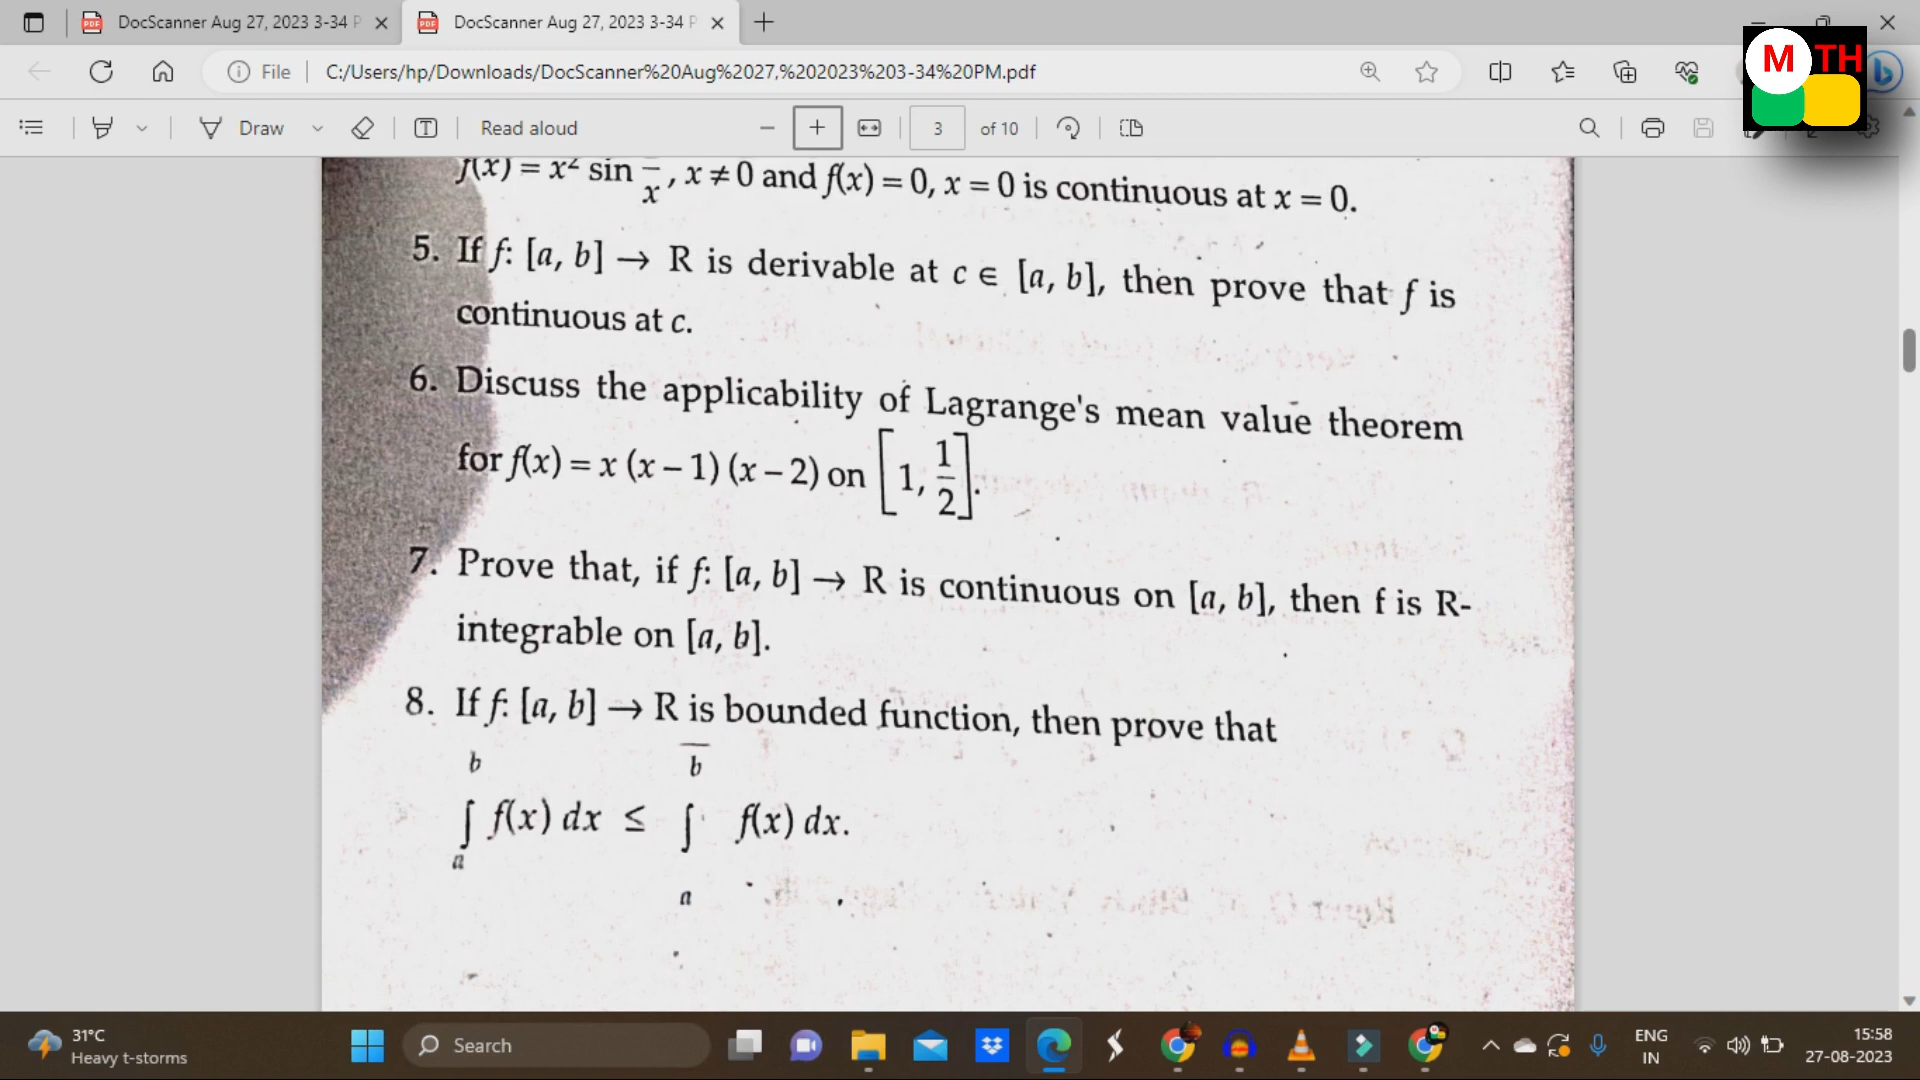 DocScanner Aug 27, 2023 3-34 P
DocScanner Aug 27, 2023 3-34 P
File
C:/Users/hp/Downloads/DocScanner%20Aug%2027,%202023%203-34%20PM.pdf
M TH
Draw
Read aloud
3 of 10
f(x) = x² sin –/x, x ≠ 0 and f(x) = 0, x = 0 is continuous at x = 0.
5. If f: [a, b] → R is derivable at c ∈ [a, b], then prove that f is
continuous at c.
6. Discuss the applicability of Lagrange's mean value theorem
for f(x) = x (x – 1) (x – 2) on [1, 1/2].
7. Prove that, if f: [a, b] → R is continuous on [a, b], then f is R-
integrable on [a, b].
8. If f: [a, b] → R is bounded function, then prove that
b b̅
∫ f(x) dx ≤ ∫ f(x) dx.
a a
31°C
Heavy t-storms
Search
ENG
IN
15:58
27-08-2023